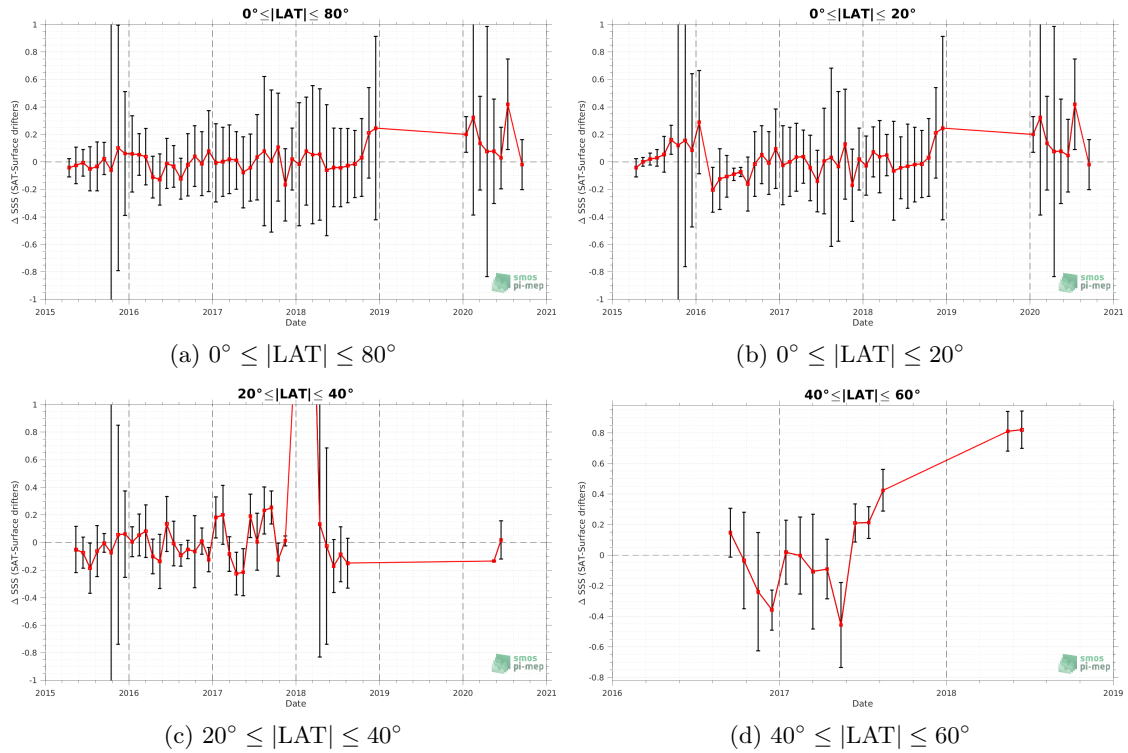 0°≤|LAT|≤ 80°
Δ SSS (SAT-Surface drifters)
1
0.8
0.6
0.4
0.2
0
-0.2
-0.4
-0.6
-0.8
-1
2015 2016 2017 2018 2019 2020 2021
Date
smos
pi-mep
(a) 0° ≤ |LAT| ≤ 80°
0°≤|LAT|≤ 20°
Δ SSS (SAT-Surface drifters)
1
0.8
0.6
0.4
0.2
0
-0.2
-0.4
-0.6
-0.8
-1
2015 2016 2017 2018 2019 2020 2021
Date
smos
pi-mep
(b) 0° ≤ |LAT| ≤ 20°
20°≤|LAT|≤ 40°
Δ SSS (SAT-Surface drifters)
1
0.8
0.6
0.4
0.2
0
-0.2
-0.4
-0.6
-0.8
-1
2015 2016 2017 2018 2019 2020 2021
Date
smos
pi-mep
(c) 20° ≤ |LAT| ≤ 40°
40°≤|LAT|≤ 60°
Δ SSS (SAT-Surface drifters)
0.8
0.6
0.4
0.2
0
-0.2
-0.4
-0.6
-0.8
2016 2017 2018 2019
Date
smos
pi-mep
(d) 40° ≤ |LAT| ≤ 60°